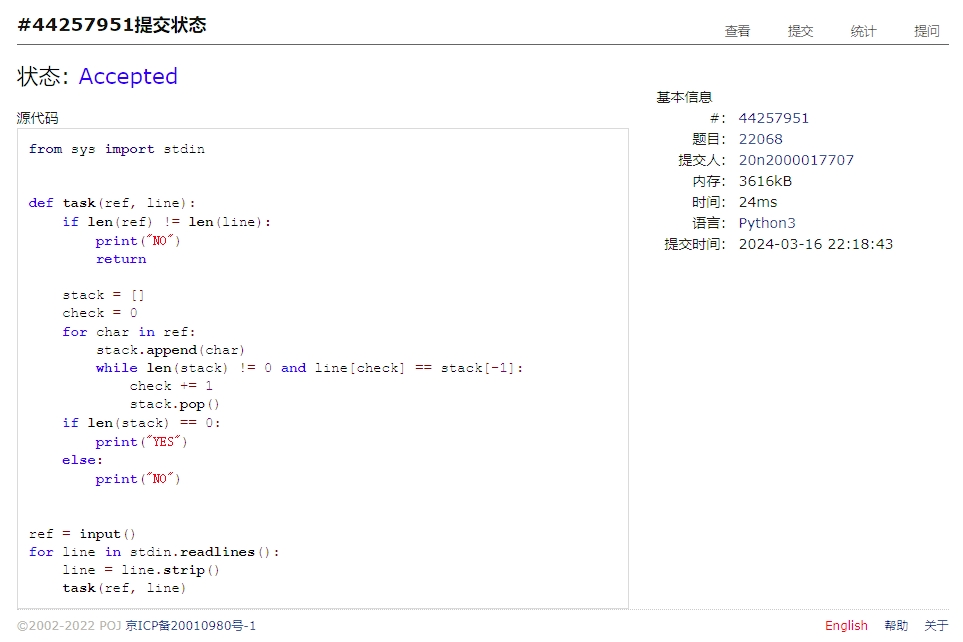 #44257951提交状态
查看 提交 统计 提问
状态: Accepted
源代码
from sys import stdin
def task(ref, line):
    if len(ref) != len(line):
        print("NO")
        return
    stack = []
    check = 0
    for char in ref:
        stack.append(char)
        while len(stack) != 0 and line[check] == stack[-1]:
            check += 1
            stack.pop()
    if len(stack) == 0:
        print("YES")
    else:
        print("NO")
ref = input()
for line in stdin.readlines():
    line = line.strip()
    task(ref, line)
基本信息
#: 44257951
题目: 22068
提交人: 20n2000017707
内存: 3616kB
时间: 24ms
语言: Python3
提交时间: 2024-03-16 22:18:43
©2002-2022 POJ 京ICP备20010980号-1
English 帮助 关于